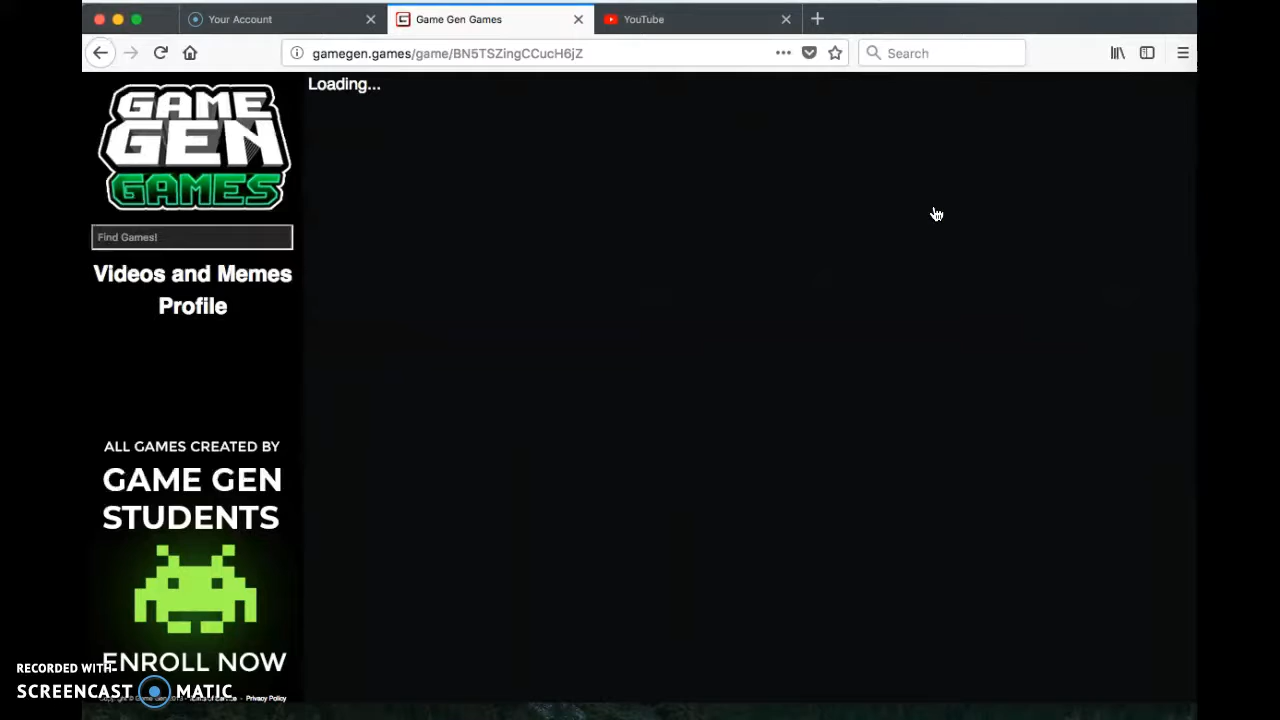 Your Account
Game Gen Games
YouTube
gamegen.games/game/BN5TSZingCCucH6jZ
Search
GAME
GEN
GAMES
Loading...
Find Games!
Videos and Memes
Profile
ALL GAMES CREATED BY
GAME GEN
STUDENTS
ENROLL NOW
Privacy Policy
RECORDED WITH
SCREENCAST MATIC